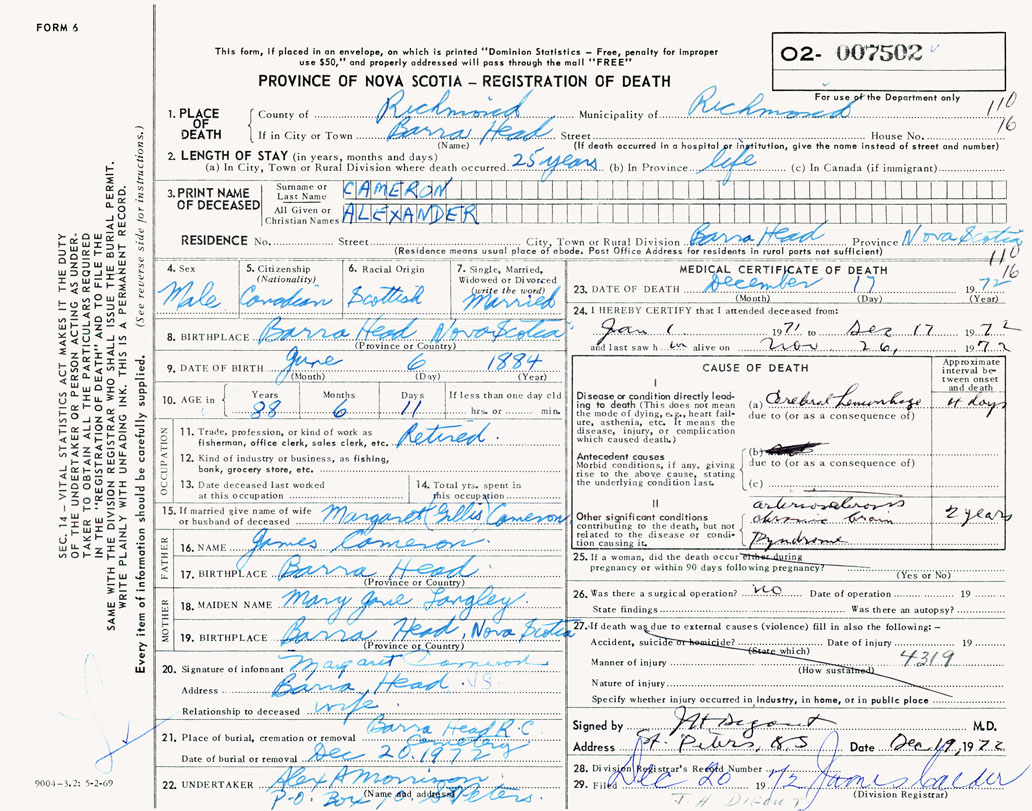 FORM 6
O2- 007502
This form, if placed in an envelope, on which is printed "Dominion Statistics – Free, penalty for improper
use $50," and properly addressed will pass through the mail "FREE"
PROVINCE OF NOVA SCOTIA – REGISTRATION OF DEATH
For use of the Department only
110
16
1. PLACE OF DEATH
County of Richmond Municipality of Richmond
If in City or Town Barra Head Street House No.
(Name) (If death occurred in a hospital or institution, give the name instead of street and number)
2. LENGTH OF STAY (in years, months and days)
(a) In City, Town or Rural Division where death occurred 25 years (b) In Province life (c) In Canada (if immigrant)
3. PRINT NAME OF DECEASED
Surname or Last Name CAMERON
All Given or Christian Names ALEXANDER
RESIDENCE No. Street City, Town or Rural Division Barra Head Province Nova Scotia
(Residence means usual place of abode. Post Office Address for residents in rural parts not sufficient)
110
16
4. Sex Male
5. Citizenship (Nationality) Canadian
6. Racial Origin Scottish
7. Single, Married, Widowed or Divorced (write the word) Married
8. BIRTHPLACE Barra Head Nova Scotia
(Province or Country)
9. DATE OF BIRTH June 6 1884
(Month) (Day) (Year)
10. AGE in Years Months Days If less than one day old
88 6 11 hrs. or min.
OCCUPATION
11. Trade, profession, or kind of work as
fisherman, office clerk, sales clerk, etc. Retired.
12. Kind of industry or business, as fishing,
bank, grocery store, etc.
13. Date deceased last worked
at this occupation
14. Total yrs. spent in
this occupation
15. If married give name of wife
or husband of deceased Margaret (Gillis) Cameron
FATHER
16. NAME James Cameron.
17. BIRTHPLACE Barra Head.
(Province or Country)
MOTHER
18. MAIDEN NAME Mary Jane Langley.
19. BIRTHPLACE Barra Head, Nova Scotia
(Province or Country)
20. Signature of informant Margaret Cameron
Address Barra Head N.S.
Relationship to deceased wife.
21. Place of burial, cremation or removal Barra Head R.C. Cemetery
Date of burial or removal Dec 20. 1972
22. UNDERTAKER Alex A Morrison
(Name and address)
P.O. Box 70 St Peters.
MEDICAL CERTIFICATE OF DEATH
23. DATE OF DEATH December 17 1972
(Month) (Day) (Year)
24. I HEREBY CERTIFY that I attended deceased from:
Jan 1 1971 to Dec 17 1972
and last saw h im alive on Nov 26, 1972
CAUSE OF DEATH
Approximate interval between onset and death
I
Disease or condition directly leading to death (This does not mean the mode of dying, e.g., heart failure, asthenia, etc. It means the disease, injury, or complication which caused death.)
(a) Cerebral hemorrhage 4 days
due to (or as a consequence of)
Antecedent causes
Morbid conditions, if any, giving rise to the above cause, stating the underlying condition last.
(b)
due to (or as a consequence of)
(c)
II
Other significant conditions contributing to the death, but not related to the disease or condition causing it.
arteriosclerosis
chronic brain
syndrome
2 years
25. If a woman, did the death occur either during
pregnancy or within 90 days following pregnancy?
(Yes or No)
26. Was there a surgical operation? no Date of operation 19
State findings Was there an autopsy?
27. If death was due to external causes (violence) fill in also the following:–
Accident, suicide or homicide? Date of injury 19
(State which)
Manner of injury 4319
(How sustained)
Nature of injury
Specify whether injury occurred in industry, in home, or in public place
Signed by M.D.
Address St. Peters, N.S Date Dec 19, 1972
28. Division Registrar's Record Number
29. Filed Dec 20 1972
(Division Registrar)
SEC. 14 – VITAL STATISTICS ACT MAKES IT THE DUTY
OF THE UNDERTAKER OR PERSON ACTING AS UNDER-
TAKER TO OBTAIN ALL THE PARTICULARS REQUIRED
IN THE "REGISTRATION OF DEATH" AND TO FILE THE
SAME WITH THE DIVISION REGISTRAR WHO SHALL ISSUE THE BURIAL PERMIT.
WRITE PLAINLY WITH UNFADING INK. THIS IS A PERMANENT RECORD.
Every item of information should be carefully supplied. (See reverse side for instructions.)
9004-3.2: 5-2-69